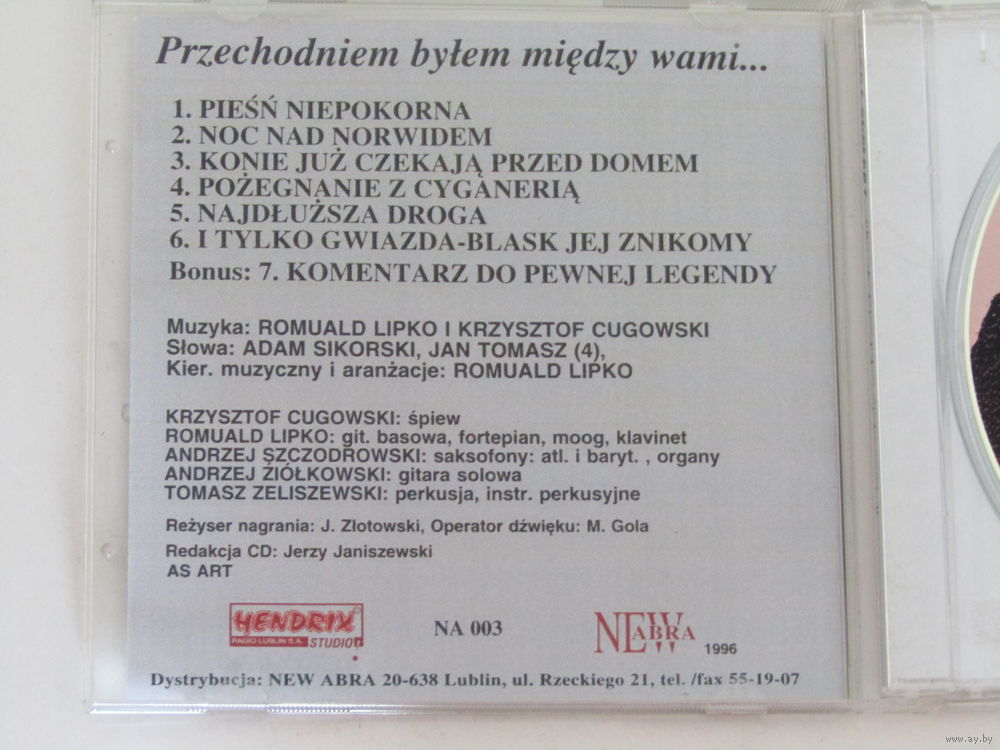 Przechodniem byłem między wami...
1. PIEŚŃ NIEPOKORNA
2. NOC NAD NORWIDEM
3. KONIE JUŻ CZEKAJĄ PRZED DOMEM
4. POŻEGNANIE Z CYGANERIĄ
5. NAJDŁUŻSZA DROGA
6. I TYLKO GWIAZDA-BLASK JEJ ZNIKOMY
Bonus: 7. KOMENTARZ DO PEWNEJ LEGENDY
Muzyka: ROMUALD LIPKO I KRZYSZTOF CUGOWSKI
Słowa: ADAM SIKORSKI, JAN TOMASZ (4),
Kier. muzyczny i aranżacje: ROMUALD LIPKO
KRZYSZTOF CUGOWSKI: śpiew
ROMUALD LIPKO: git. basowa, fortepian, moog, klavinet
ANDRZEJ SZCZODROWSKI: saksofony: atl. i baryt. , organy
ANDRZEJ ZIÓŁKOWSKI: gitara solowa
TOMASZ ZELISZEWSKI: perkusja, instr. perkusyjne
Reżyser nagrania: J. Złotowski, Operator dźwięku: M. Gola
Redakcja CD: Jerzy Janiszewski
AS ART
HENDRIX
RADIO LUBLIN S.A. STUDIO
NA 003
NEW ABRA 1996
Dystrybucja: NEW ABRA 20-638 Lublin, ul. Rzeckiego 21, tel. /fax 55-19-07
www.ay.by